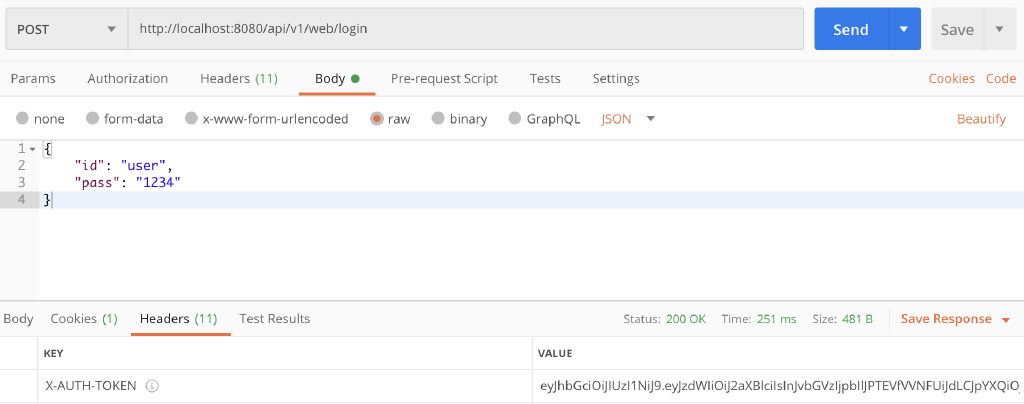 POST http://localhost:8080/api/v1/web/login Send Save
Params Authorization Headers (11) Body Pre-request Script Tests Settings Cookies Code
none form-data x-www-form-urlencoded raw binary GraphQL JSON Beautify
1 {
2 "id": "user",
3 "pass": "1234"
4 }
Body Cookies (1) Headers (11) Test Results Status: 200 OK Time: 251 ms Size: 481 B Save Response
KEY VALUE
X-AUTH-TOKEN